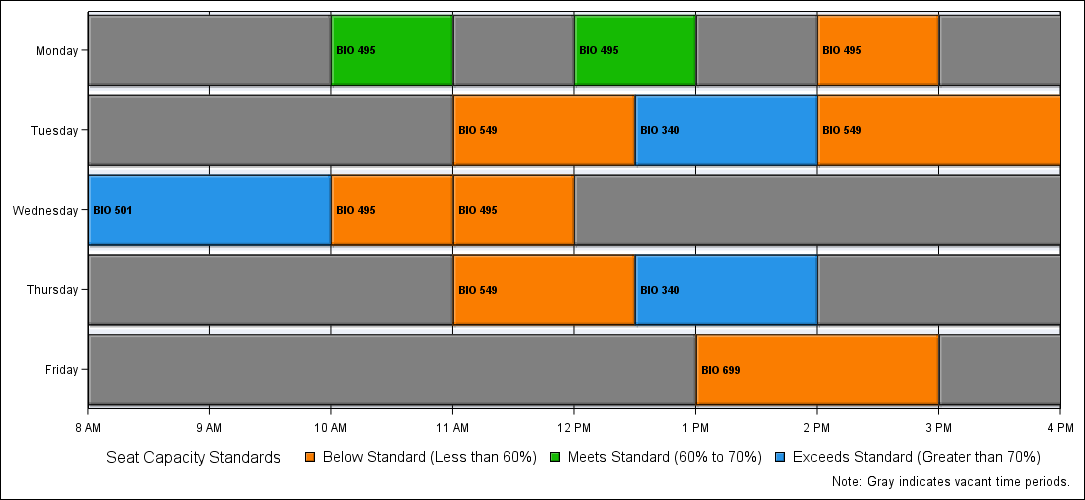 Monday
BIO 495 BIO 495 BIO 495
Tuesday
BIO 549 BIO 340 BIO 549
Wednesday
BIO 501 BIO 495 BIO 495
Thursday
BIO 549 BIO 340
Friday
BIO 699
8 AM 9 AM 10 AM 11 AM 12 PM 1 PM 2 PM 3 PM 4 PM
Seat Capacity Standards Below Standard (Less than 60%) Meets Standard (60% to 70%) Exceeds Standard (Greater than 70%)
Note: Gray indicates vacant time periods.